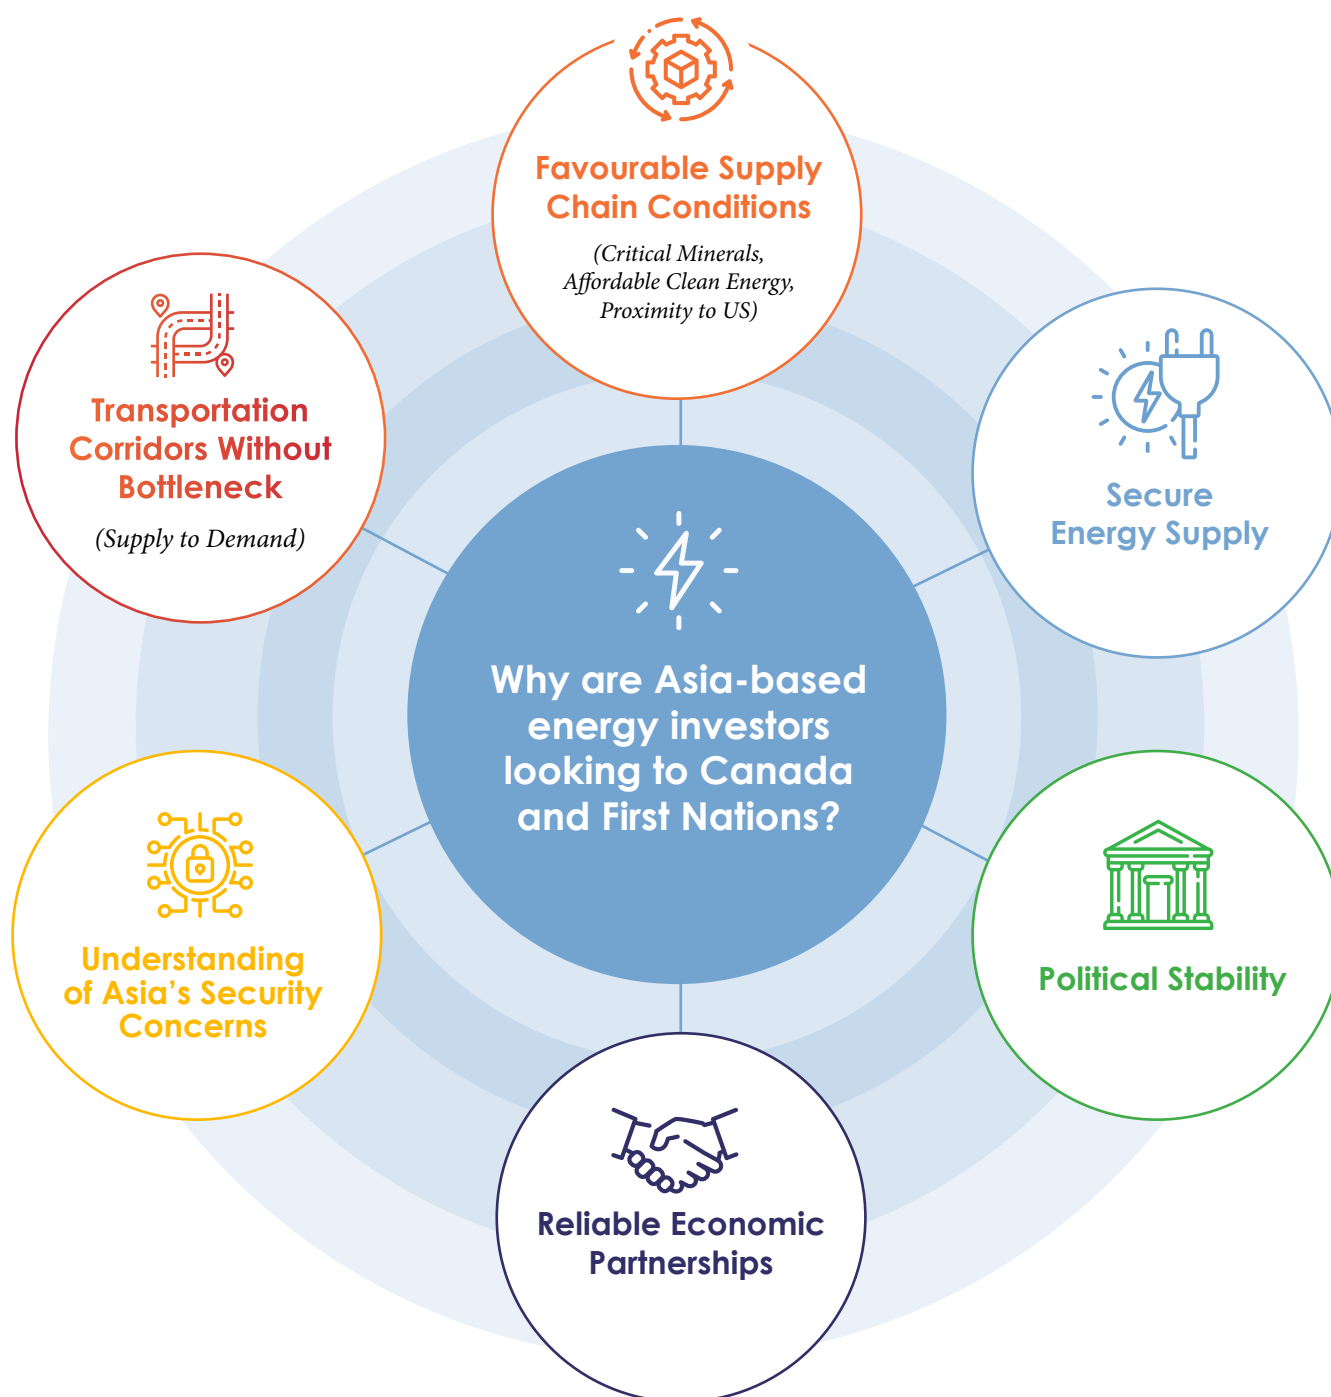 Favourable Supply
Chain Conditions
(Critical Minerals,
Affordable Clean Energy,
Proximity to US)
Transportation
Corridors Without
Bottleneck
(Supply to Demand)
Secure
Energy Supply
Why are Asia-based
energy investors
looking to Canada
and First Nations?
Understanding
of Asia's Security
Concerns
Political Stability
Reliable Economic
Partnerships